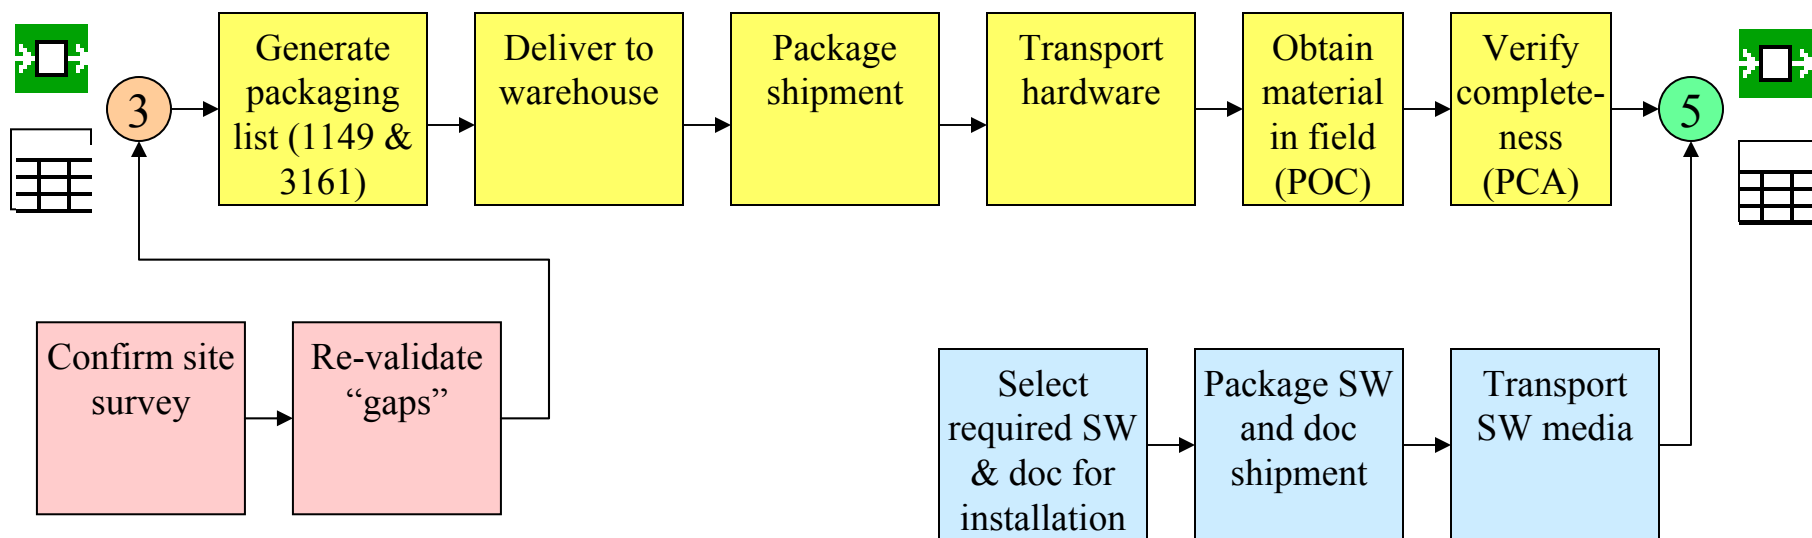 3
Generate
packaging
list (1149 &
3161)
Deliver to
warehouse
Package
shipment
Transport
hardware
Obtain
material
in field
(POC)
Verify
complete-
ness
(PCA)
5
Confirm site
survey
Re-validate
“gaps”
Select
required SW
& doc for
installation
Package SW
and doc
shipment
Transport
SW media